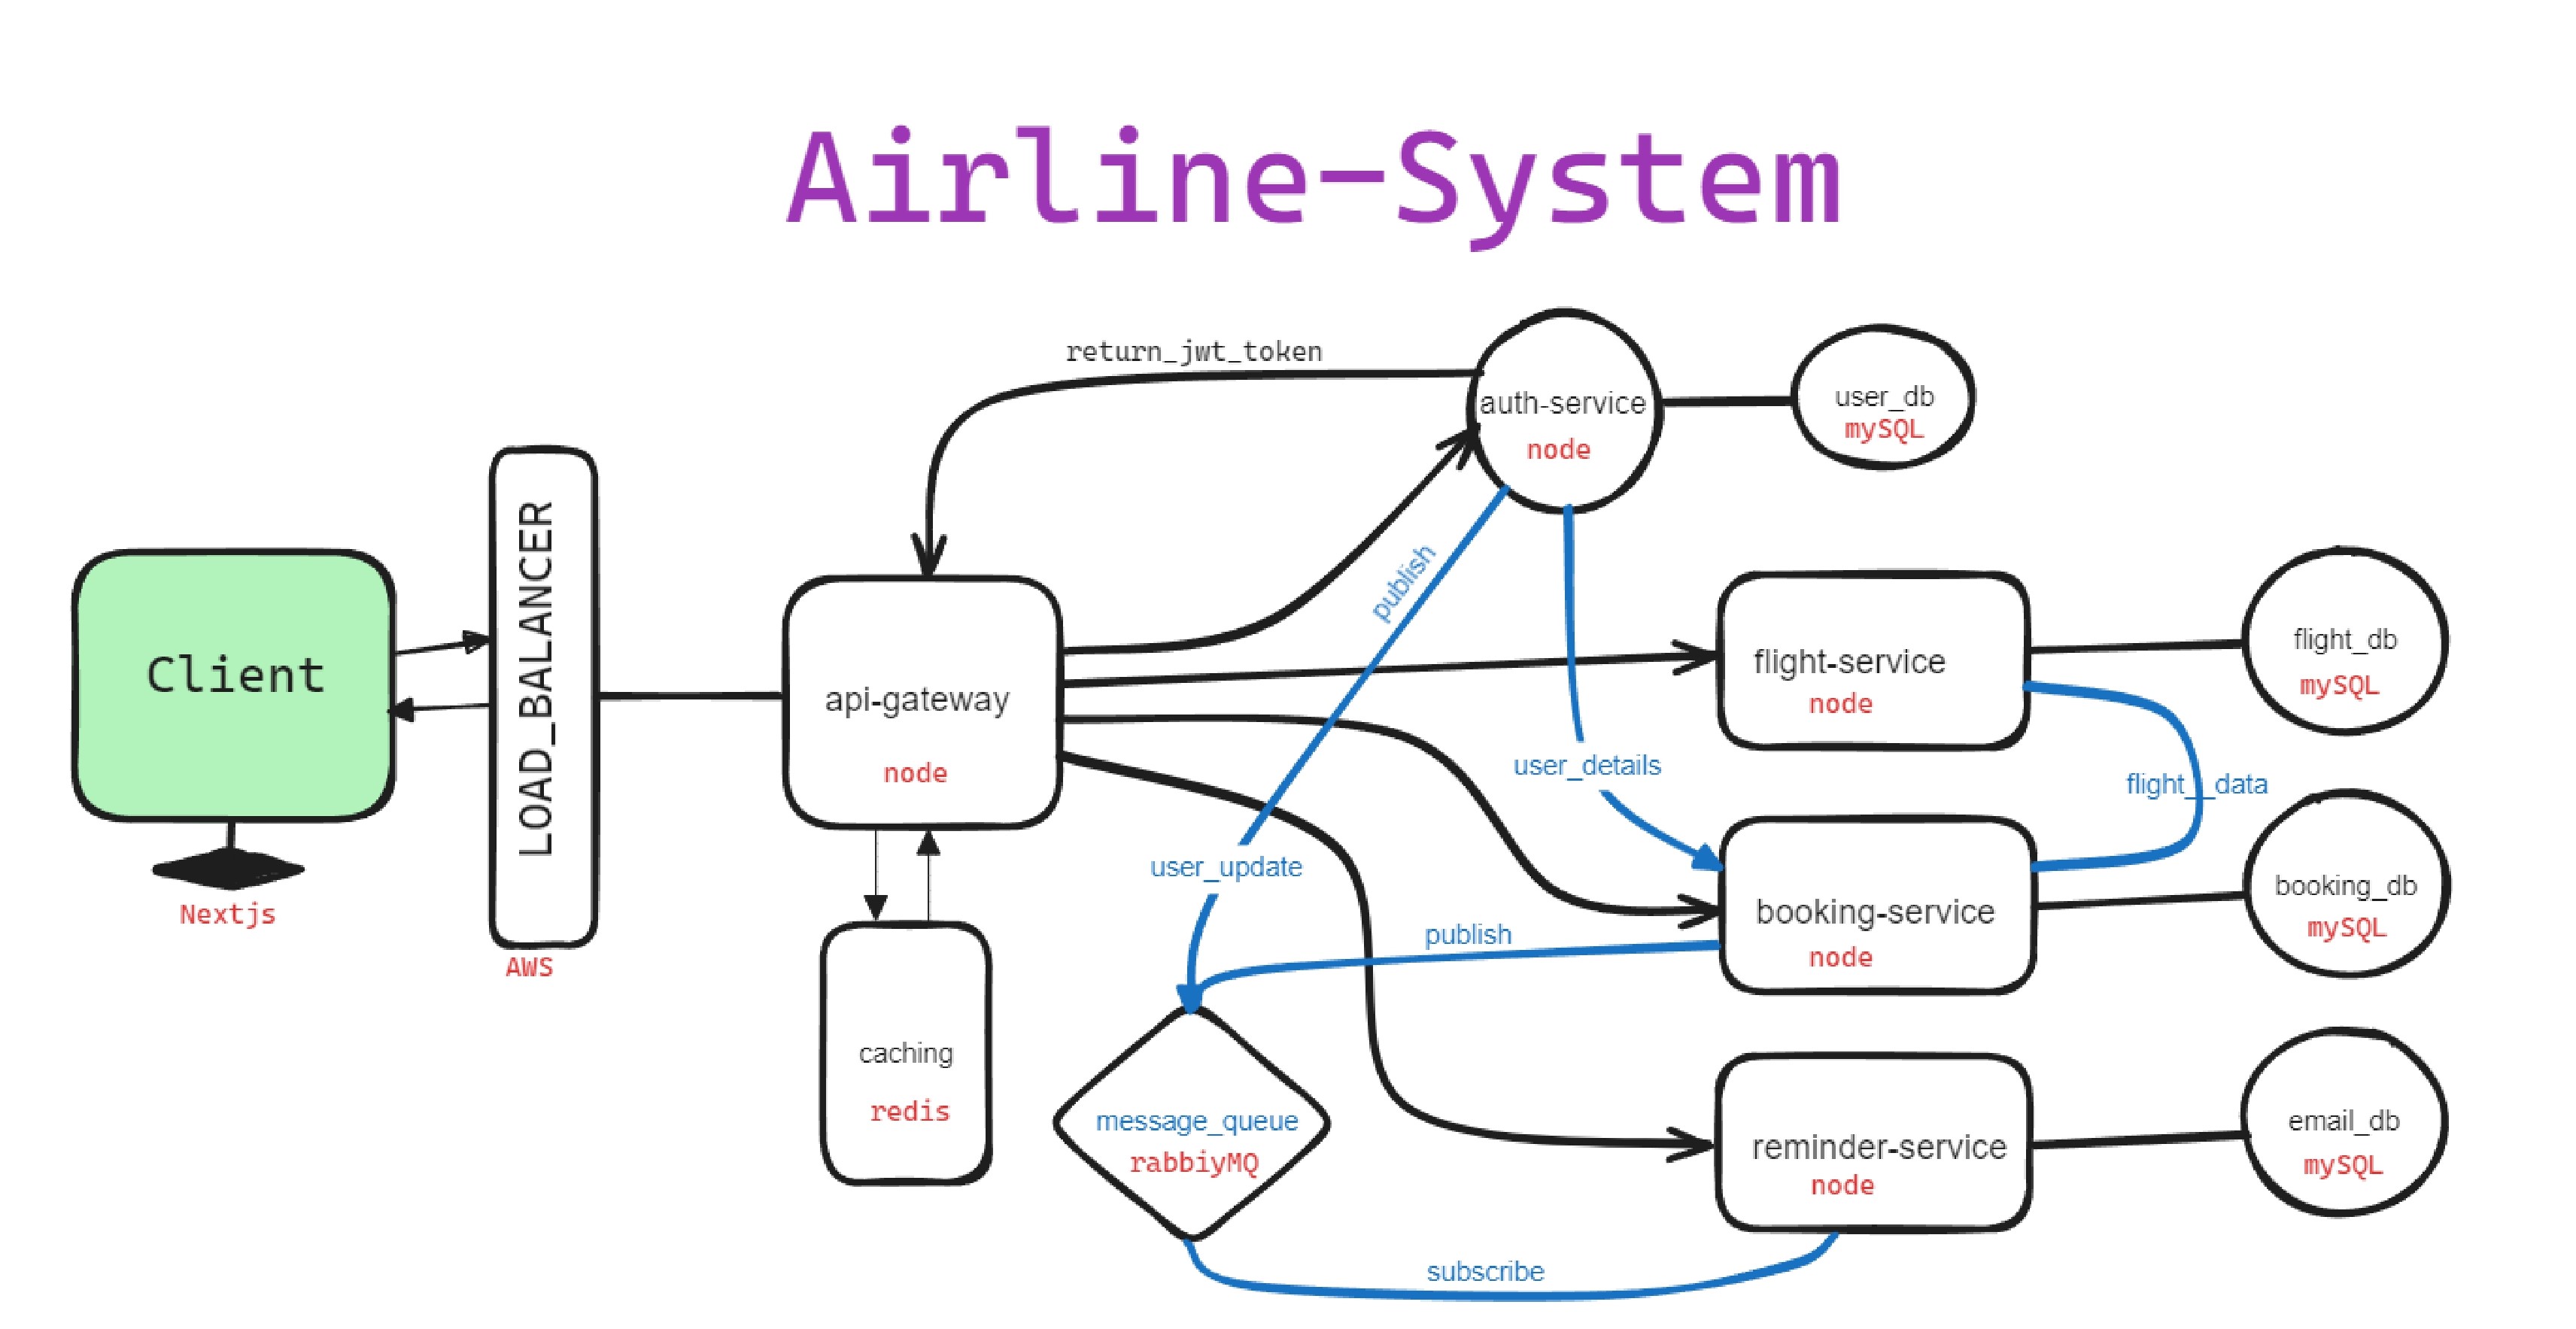 Airline-System
return_jwt_token
auth-service
node
user_db
mySQL
Client
Nextjs
LOAD_BALANCER
AWS
api-gateway
node
publish
flight-service
node
flight_db
mySQL
user_details
flight__data
user_update
publish
booking-service
node
booking_db
mySQL
caching
redis
message_queue
rabbiyMQ
reminder-service
node
email_db
mySQL
subscribe